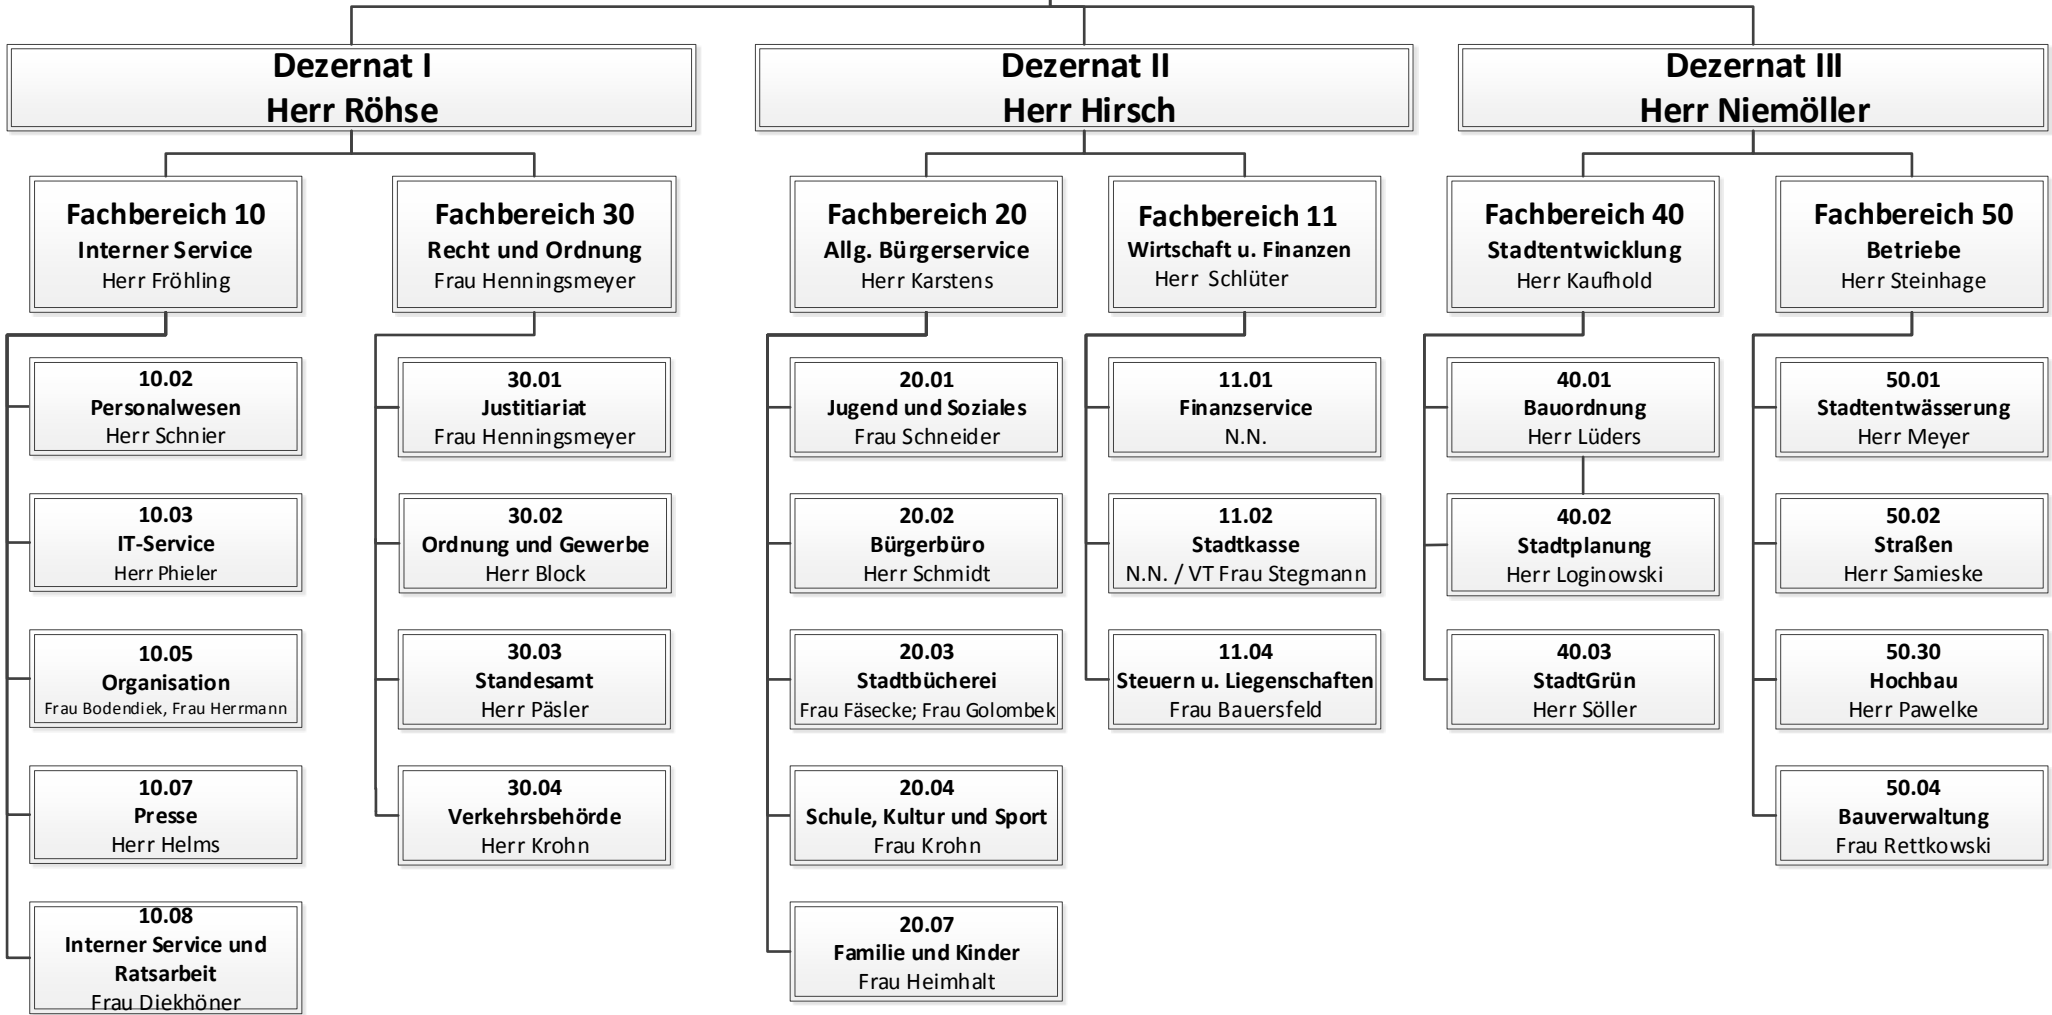 Dezernat I
Herr Röhse
Dezernat II
Herr Hirsch
Dezernat III
Herr Niemöller
Fachbereich 10
Interner Service
Herr Fröhling
Fachbereich 30
Recht und Ordnung
Frau Henningsmeyer
Fachbereich 20
Allg. Bürgerservice
Herr Karstens
Fachbereich 11
Wirtschaft u. Finanzen
Herr Schlüter
Fachbereich 40
Stadtentwicklung
Herr Kaufhold
Fachbereich 50
Betriebe
Herr Steinhage
10.02
Personalwesen
Herr Schnier
10.03
IT-Service
Herr Phieler
10.05
Organisation
Frau Bodendiek, Frau Herrmann
10.07
Presse
Herr Helms
10.08
Interner Service und
Ratsarbeit
Frau Diekhöner
30.01
Justitiariat
Frau Henningsmeyer
30.02
Ordnung und Gewerbe
Herr Block
30.03
Standesamt
Herr Päsler
30.04
Verkehrsbehörde
Herr Krohn
20.01
Jugend und Soziales
Frau Schneider
20.02
Bürgerbüro
Herr Schmidt
20.03
Stadtbücherei
Frau Fäsecke; Frau Golombek
20.04
Schule, Kultur und Sport
Frau Krohn
20.07
Familie und Kinder
Frau Heimhalt
11.01
Finanzservice
N.N.
11.02
Stadtkasse
N.N. / VT Frau Stegmann
11.04
Steuern u. Liegenschaften
Frau Bauersfeld
40.01
Bauordnung
Herr Lüders
40.02
Stadtplanung
Herr Loginowski
40.03
StadtGrün
Herr Söller
50.01
Stadtentwässerung
Herr Meyer
50.02
Straßen
Herr Samieske
50.30
Hochbau
Herr Pawelke
50.04
Bauverwaltung
Frau Rettkowski